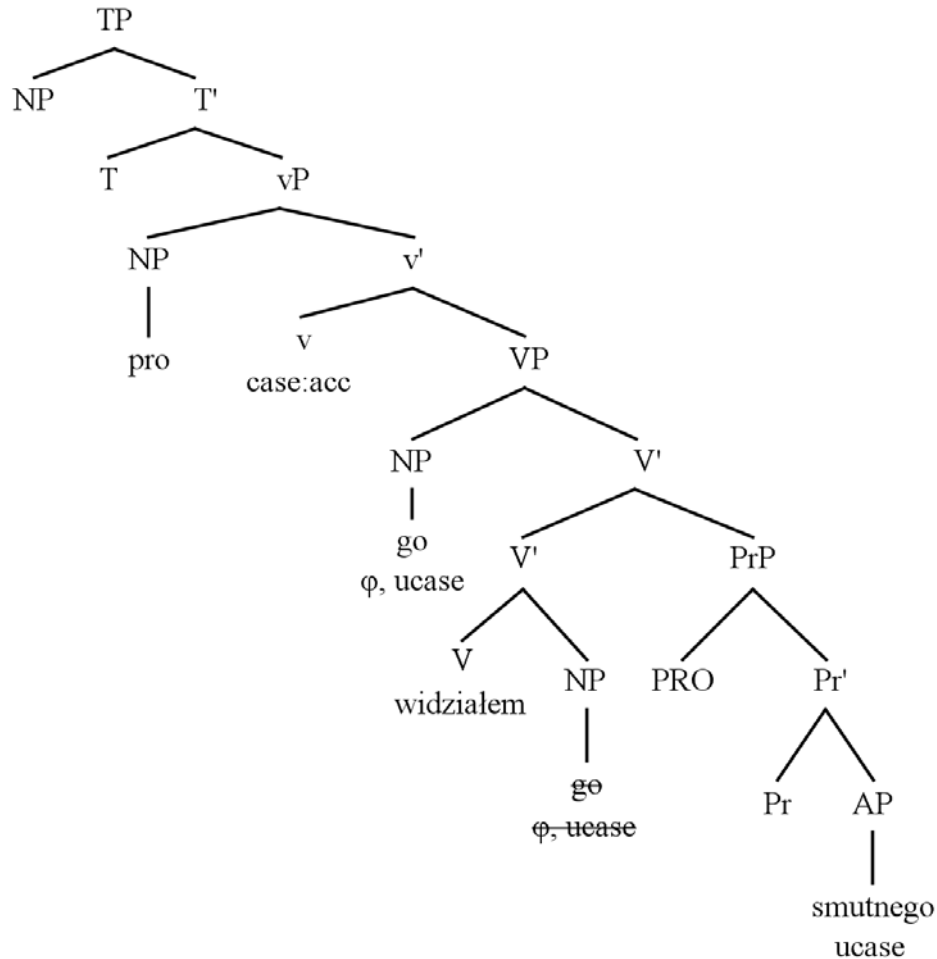 TP
NP T'
T vP
NP v'
pro v VP
case:acc
NP V'
go V' PrP
φ, ucase
V NP PRO Pr'
widziałem
go Pr AP
φ, ucase
smutnego
ucase